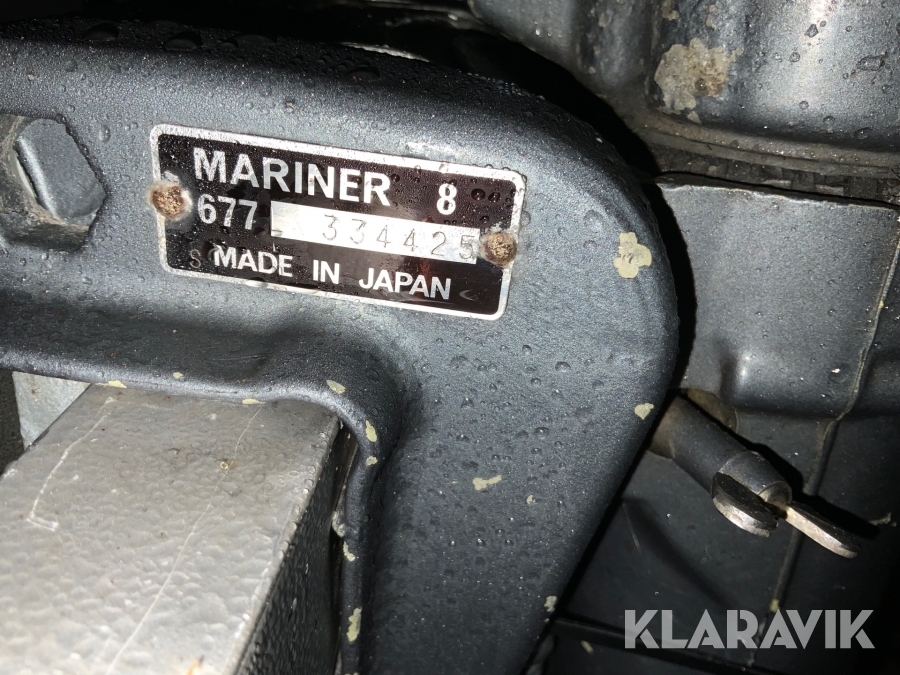 MARINER 8
677 - 334425
S MADE IN JAPAN
KLARAVIK